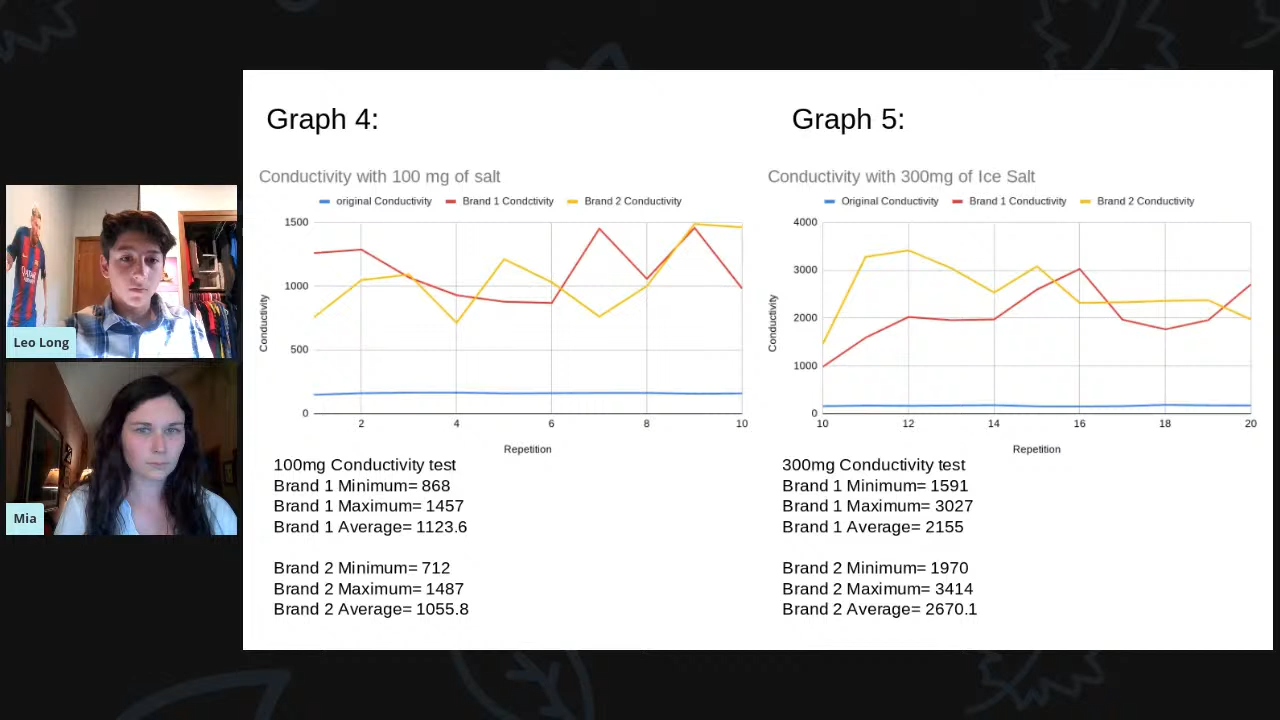 Graph 4:
Conductivity with 100 mg of salt
original Conductivity Brand 1 Condctivity Brand 2 Conductivity
1500
1000
500
0
Conductivity
2 4 6 8 10
Repetition
100mg Conductivity test
Brand 1 Minimum= 868
Brand 1 Maximum= 1457
Brand 1 Average= 1123.6
Brand 2 Minimum= 712
Brand 2 Maximum= 1487
Brand 2 Average= 1055.8
Graph 5:
Conductivity with 300mg of Ice Salt
Original Conductivity Brand 1 Conductivity Brand 2 Conductivity
4000
3000
2000
1000
0
Conductivity
10 12 14 16 18 20
Repetition
300mg Conductivity test
Brand 1 Minimum= 1591
Brand 1 Maximum= 3027
Brand 1 Average= 2155
Brand 2 Minimum= 1970
Brand 2 Maximum= 3414
Brand 2 Average= 2670.1
Leo Long
Mia